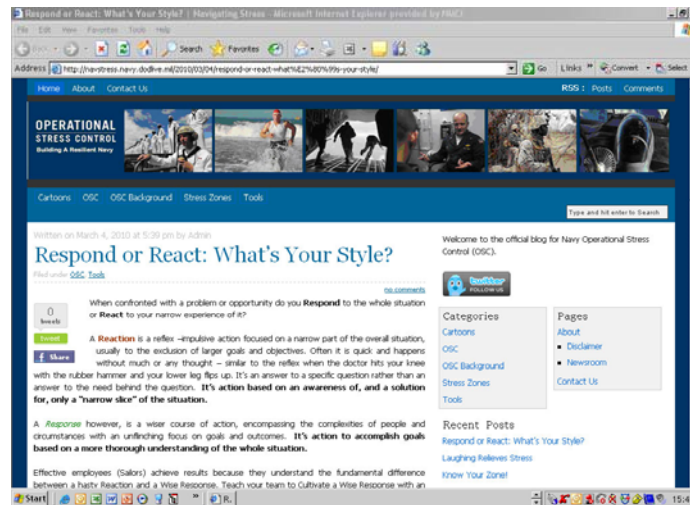 Respond or React: What's Your Style? | Navigating Stress - Microsoft Internet Explorer provided by NMCI
File Edit View Favorites Tools Help
Back Search Favorites
Address http://navstress.navy.dodlive.mil/2010/03/04/respond-or-react-what%E2%80%99s-your-style/ Go Links » Convert Select
Home About Contact Us RSS : Posts Comments
OPERATIONAL
STRESS CONTROL
Building A Resilient Navy
Cartoons OSC OSC Background Stress Zones Tools
Type and hit enter to Search
Written on March 4, 2010 at 5:39 pm by Admin
Respond or React: What's Your Style?
Filed under OSC, Tools
no comments
0
tweets
tweet
Share
When confronted with a problem or opportunity do you Respond to the whole situation
or React to your narrow experience of it?
A Reaction is a reflex –impulsive action focused on a narrow part of the overall situation,
usually to the exclusion of larger goals and objectives. Often it is quick and happens
without much or any thought – similar to the reflex when the doctor hits your knee
with the rubber hammer and your lower leg flips up. It's an answer to a specific question rather than an
answer to the need behind the question. It's action based on an awareness of, and a solution
for, only a "narrow slice" of the situation.
A Response however, is a wiser course of action, encompassing the complexities of people and
circumstances with an unflinching focus on goals and outcomes. It's action to accomplish goals
based on a more thorough understanding of the whole situation.
Effective employees (Sailors) achieve results because they understand the fundamental difference
between a hasty Reaction and a Wise Response. Teach your team to Cultivate a Wise Response with an
Welcome to the official blog for Navy Operational Stress
Control (OSC).
twitter
FOLLOW US
Categories
Cartoons
OSC
OSC Background
Stress Zones
Tools
Pages
About
Disclaimer
Newsroom
Contact Us
Recent Posts
Respond or React: What's Your Style?
Laughing Relieves Stress
Know Your Zone!
Start » R. 15:4